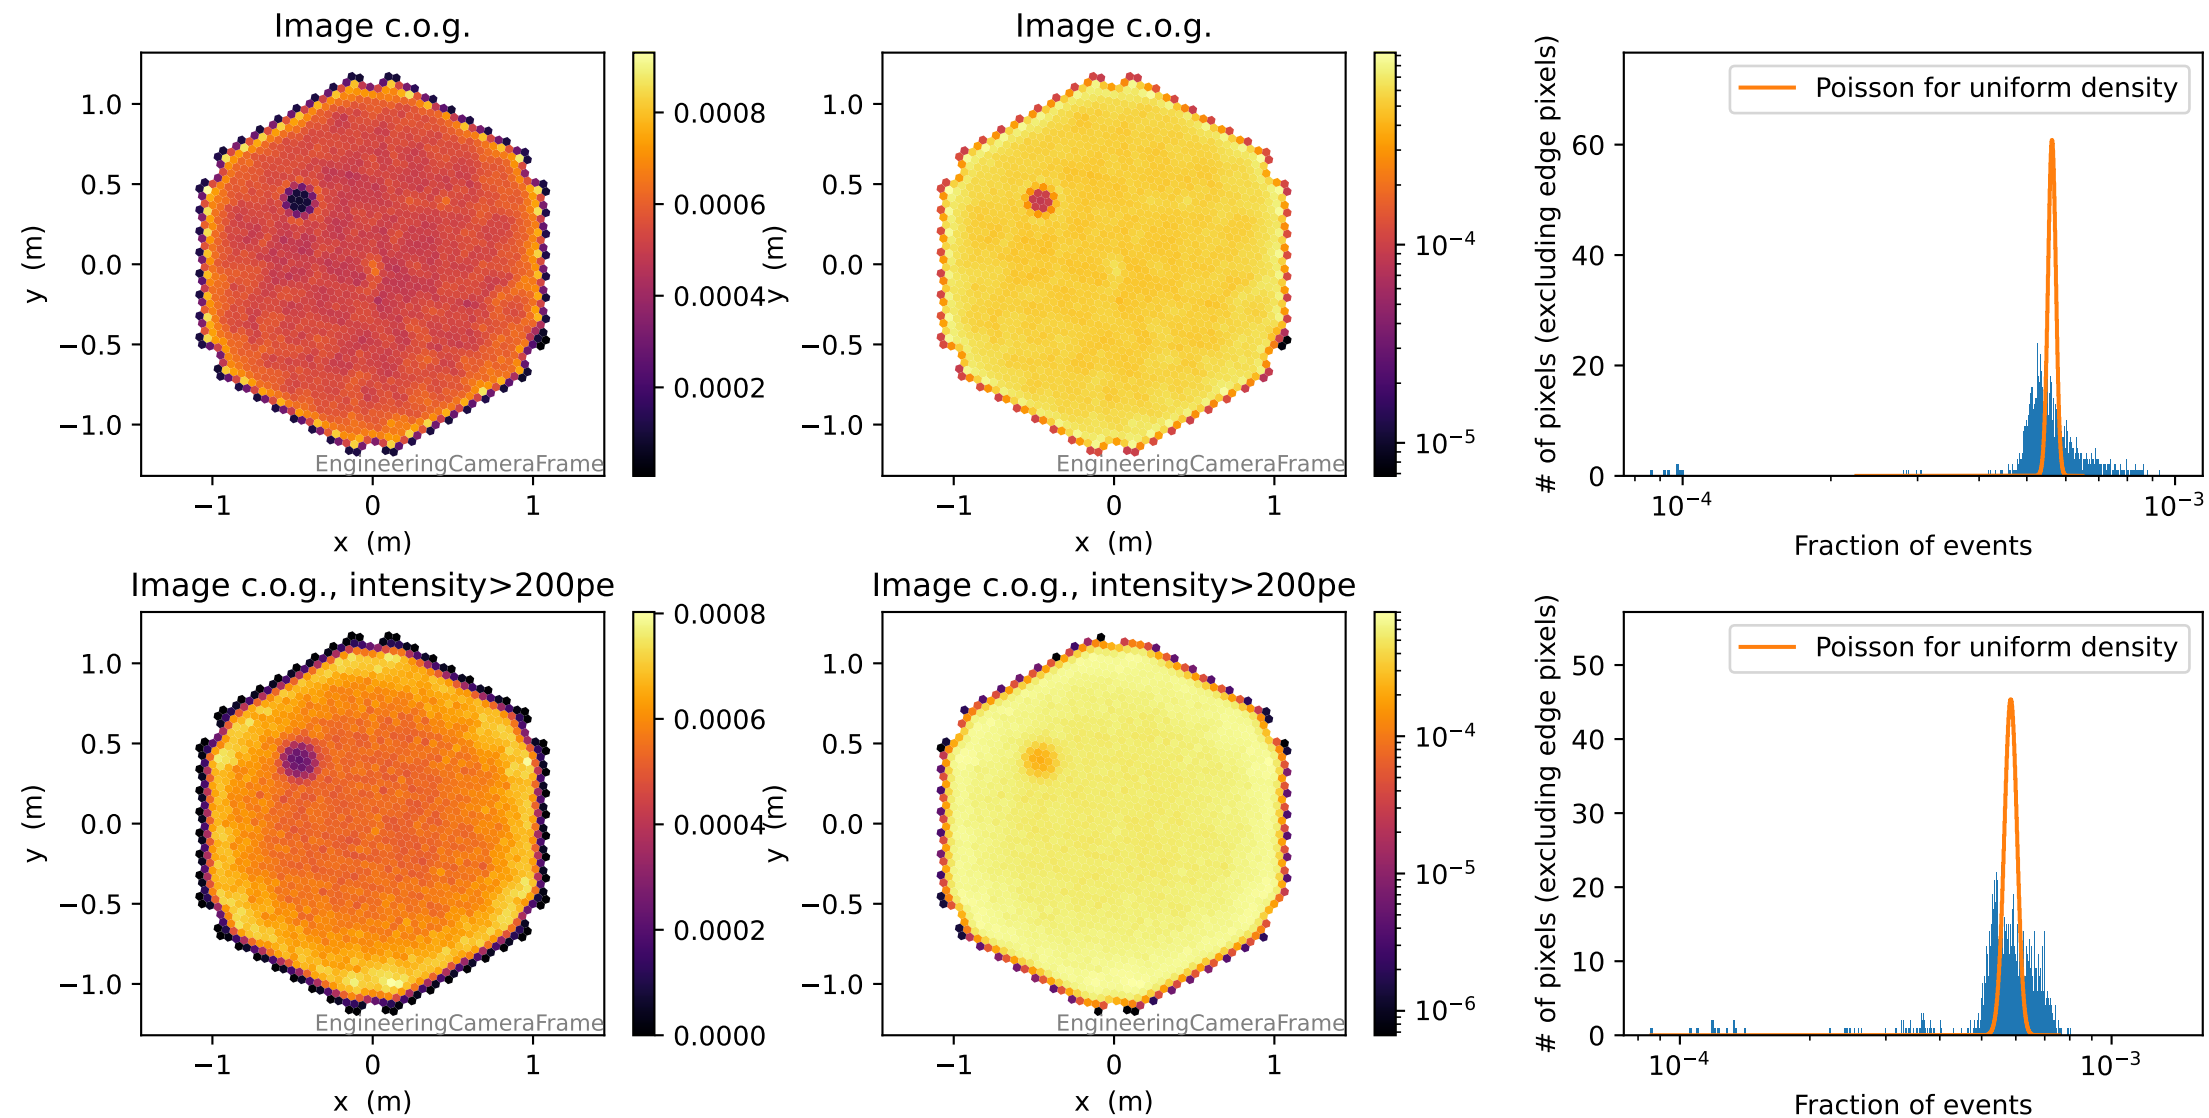 Image c.o.g.
y (m)
1.0
0.5
0.0
−0.5
−1.0
−1
0
1
x (m)
EngineeringCameraFrame
0.0008
0.0006
0.0004
0.0002
Image c.o.g.
y (m)
1.0
0.5
0.0
−0.5
−1.0
−1
0
1
x (m)
EngineeringCameraFrame
10⁻⁴
10⁻⁵
# of pixels (excluding edge pixels)
60
40
20
0
Poisson for uniform density
10⁻⁴
10⁻³
Fraction of events
Image c.o.g., intensity>200pe
y (m)
1.0
0.5
0.0
−0.5
−1.0
−1
0
1
x (m)
EngineeringCameraFrame
0.0008
0.0006
0.0004
0.0002
0.0000
Image c.o.g., intensity>200pe
y (m)
1.0
0.5
0.0
−0.5
−1.0
−1
0
1
x (m)
EngineeringCameraFrame
10⁻⁴
10⁻⁵
10⁻⁶
# of pixels (excluding edge pixels)
50
40
30
20
10
0
Poisson for uniform density
10⁻⁴
10⁻³
Fraction of events